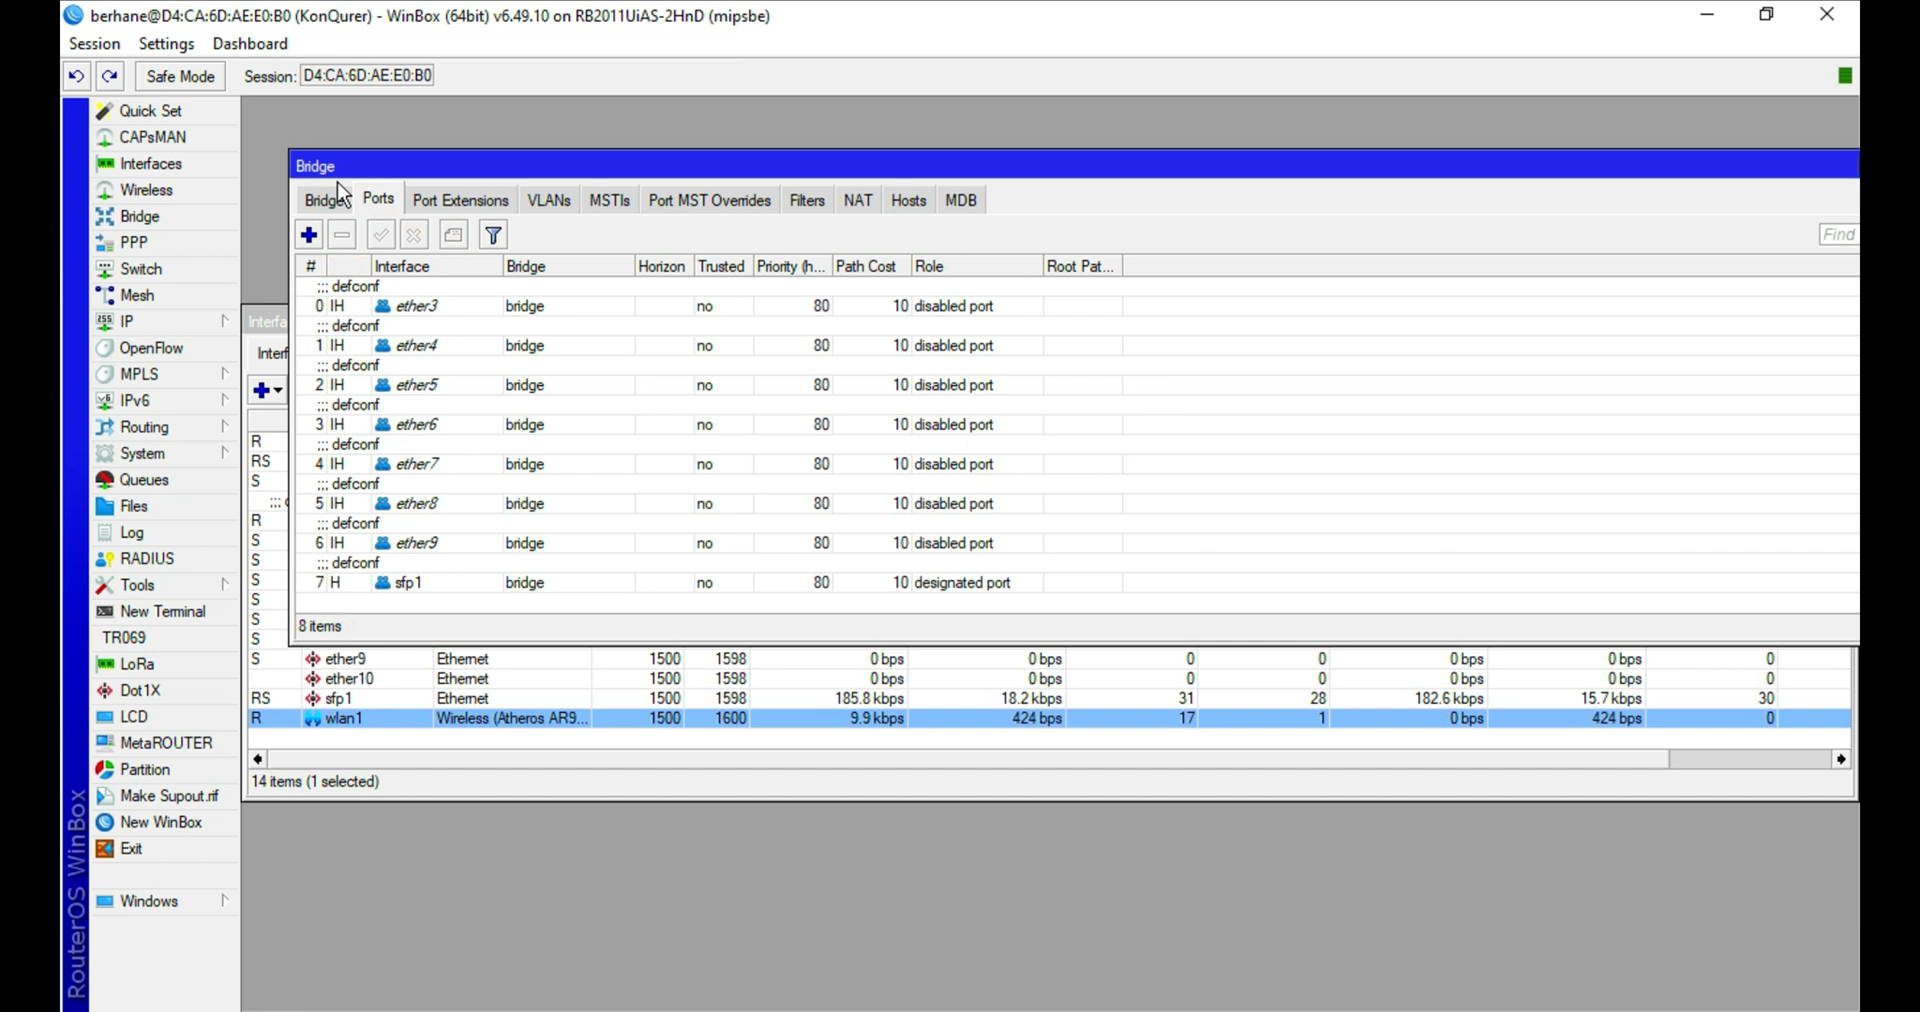 berhane@D4:CA:6D:AE:E0:B0 (KonQurer) - WinBox (64bit) v6.49.10 on RB2011UiAS-2HnD (mipsbe)
Session Settings Dashboard
Safe Mode Session: D4:CA:6D:AE:E0:B0
Quick Set
CAPsMAN
Interfaces
Wireless
Bridge
PPP
Switch
Mesh
IP
OpenFlow
MPLS
IPv6
Routing
System
Queues
Files
Log
RADIUS
Tools
New Terminal
TR069
LoRa
Dot1X
LCD
MetaROUTER
Partition
Make Supout.rif
New WinBox
Exit
Windows
RouterOS WinBox
Bridge
Bridge Ports Port Extensions VLANs MSTIs Port MST Overrides Filters NAT Hosts MDB
Find
# Interface Bridge Horizon Trusted Priority (h... Path Cost Role Root Pat...
;;; defconf
0 IH ether3 bridge no 80 10 disabled port
;;; defconf
1 IH ether4 bridge no 80 10 disabled port
;;; defconf
2 IH ether5 bridge no 80 10 disabled port
;;; defconf
3 IH ether6 bridge no 80 10 disabled port
;;; defconf
4 IH ether7 bridge no 80 10 disabled port
;;; defconf
5 IH ether8 bridge no 80 10 disabled port
;;; defconf
6 IH ether9 bridge no 80 10 disabled port
;;; defconf
7 H sfp1 bridge no 80 10 designated port
8 items
Interfa
Interf
R
RS
S
;;;
R
S
S
S
S
S
S
S ether9 Ethernet 1500 1598 0 bps 0 bps 0 0 0 bps 0 bps 0
ether10 Ethernet 1500 1598 0 bps 0 bps 0 0 0 bps 0 bps 0
RS sfp1 Ethernet 1500 1598 185.8 kbps 18.2 kbps 31 28 182.6 kbps 15.7 kbps 30
R wlan1 Wireless (Atheros AR9... 1500 1600 9.9 kbps 424 bps 17 1 0 bps 424 bps 0
14 items (1 selected)